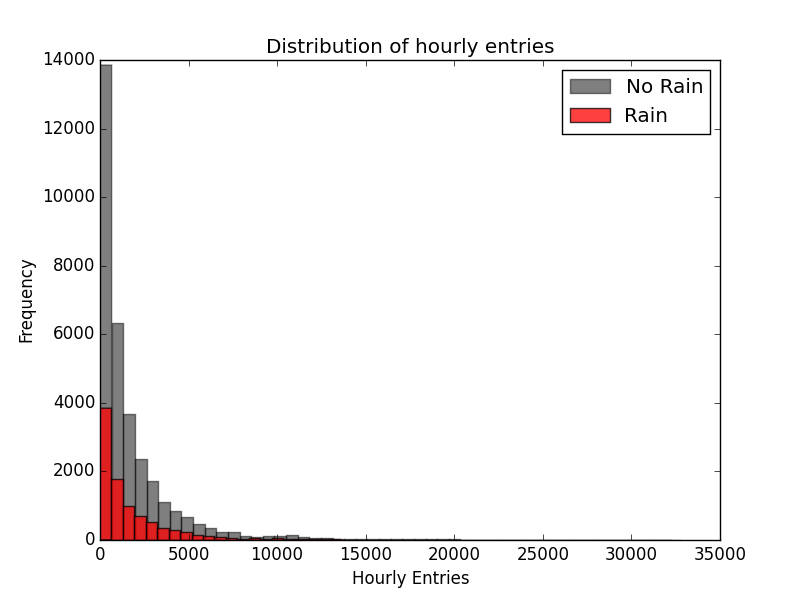 Distribution of hourly entries
14000
12000
10000
8000
6000
4000
2000
0
Frequency
No Rain
Rain
0 5000 10000 15000 20000 25000 30000 35000
Hourly Entries